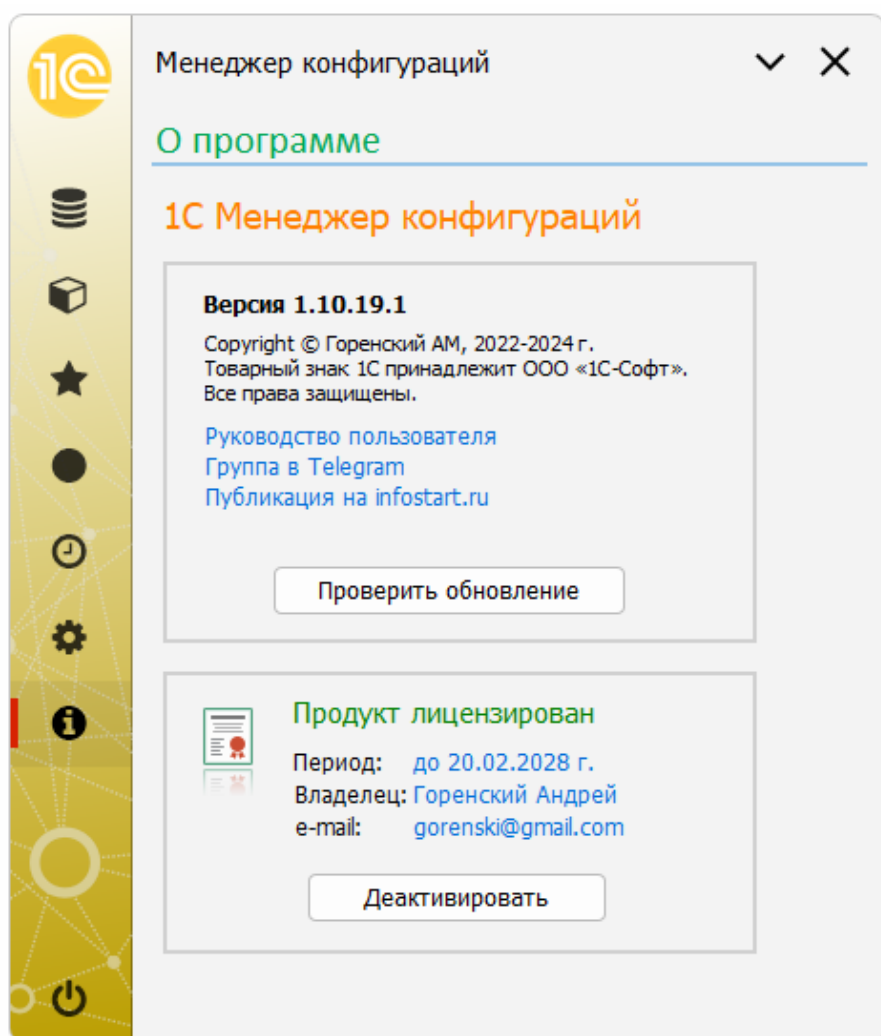 1С
Менеджер конфигураций
О программе
1С Менеджер конфигураций
Версия 1.10.19.1
Copyright © Горенский АМ, 2022-2024 г.
Товарный знак 1С принадлежит ООО «1С-Софт».
Все права защищены.
Руководство пользователя
Группа в Telegram
Публикация на infostart.ru
Проверить обновление
Продукт лицензирован
Период: до 20.02.2028 г.
Владелец: Горенский Андрей
e-mail: gorenski@gmail.com
Деактивировать